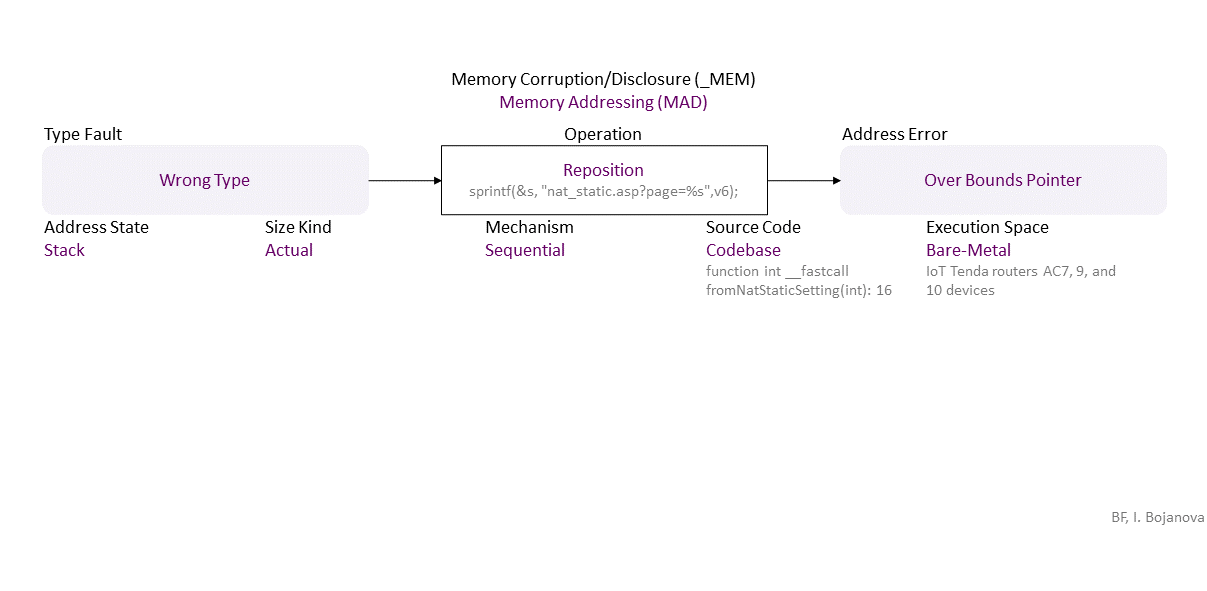 Memory Corruption/Disclosure (_MEM)
Memory Addressing (MAD)
Type Fault
Operation
Address Error
Wrong Type
Reposition
sprintf(&s, "nat_static.asp?page=%s",v6);
Over Bounds Pointer
Address State
Size Kind
Mechanism
Source Code
Execution Space
Stack
Actual
Sequential
Codebase
Bare-Metal
function int __fastcall
fromNatStaticSetting(int): 16
IoT Tenda routers AC7, 9, and
10 devices
BF, I. Bojanova